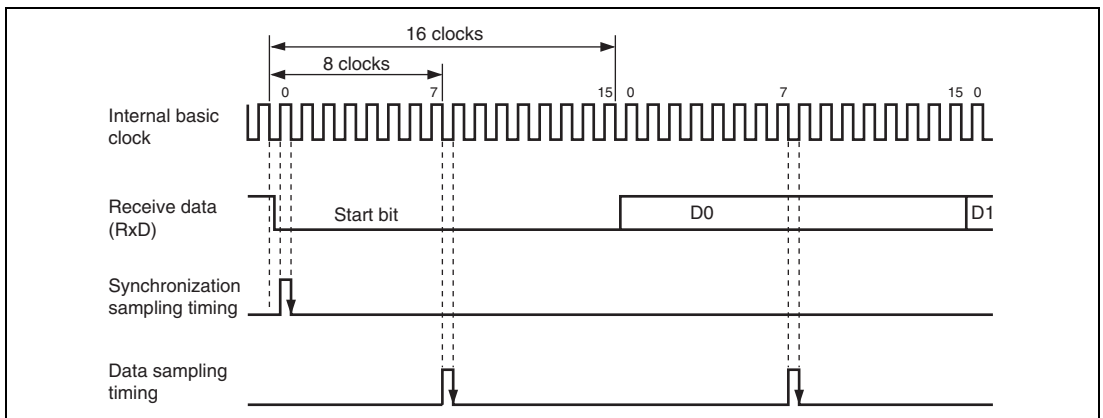 16 clocks
8 clocks
0 7 15 0 7 15 0
Internal basic
clock
Receive data
(RxD)
Start bit D0 D1
Synchronization
sampling timing
Data sampling
timing